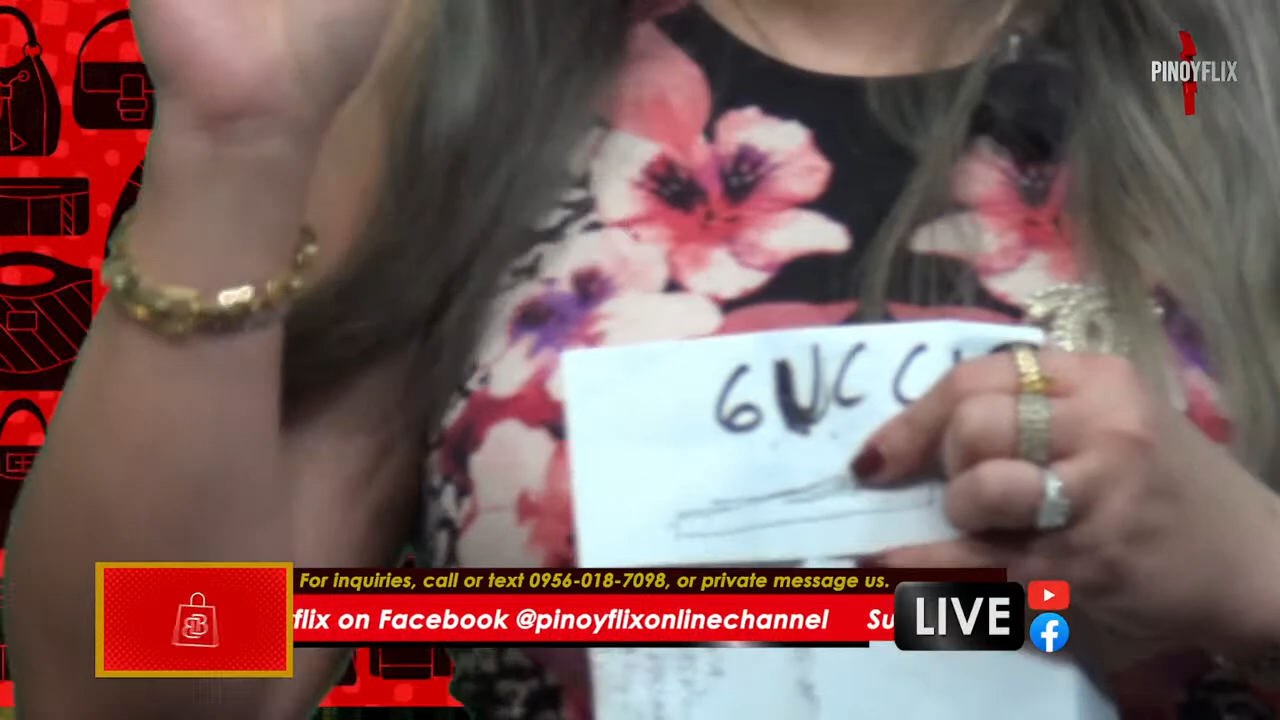 PINOYFLIX
GUCCI
For inquiries, call or text 0956-018-7098, or private message us.
flix on Facebook @pinoyflixonlinechannel Su
LIVE